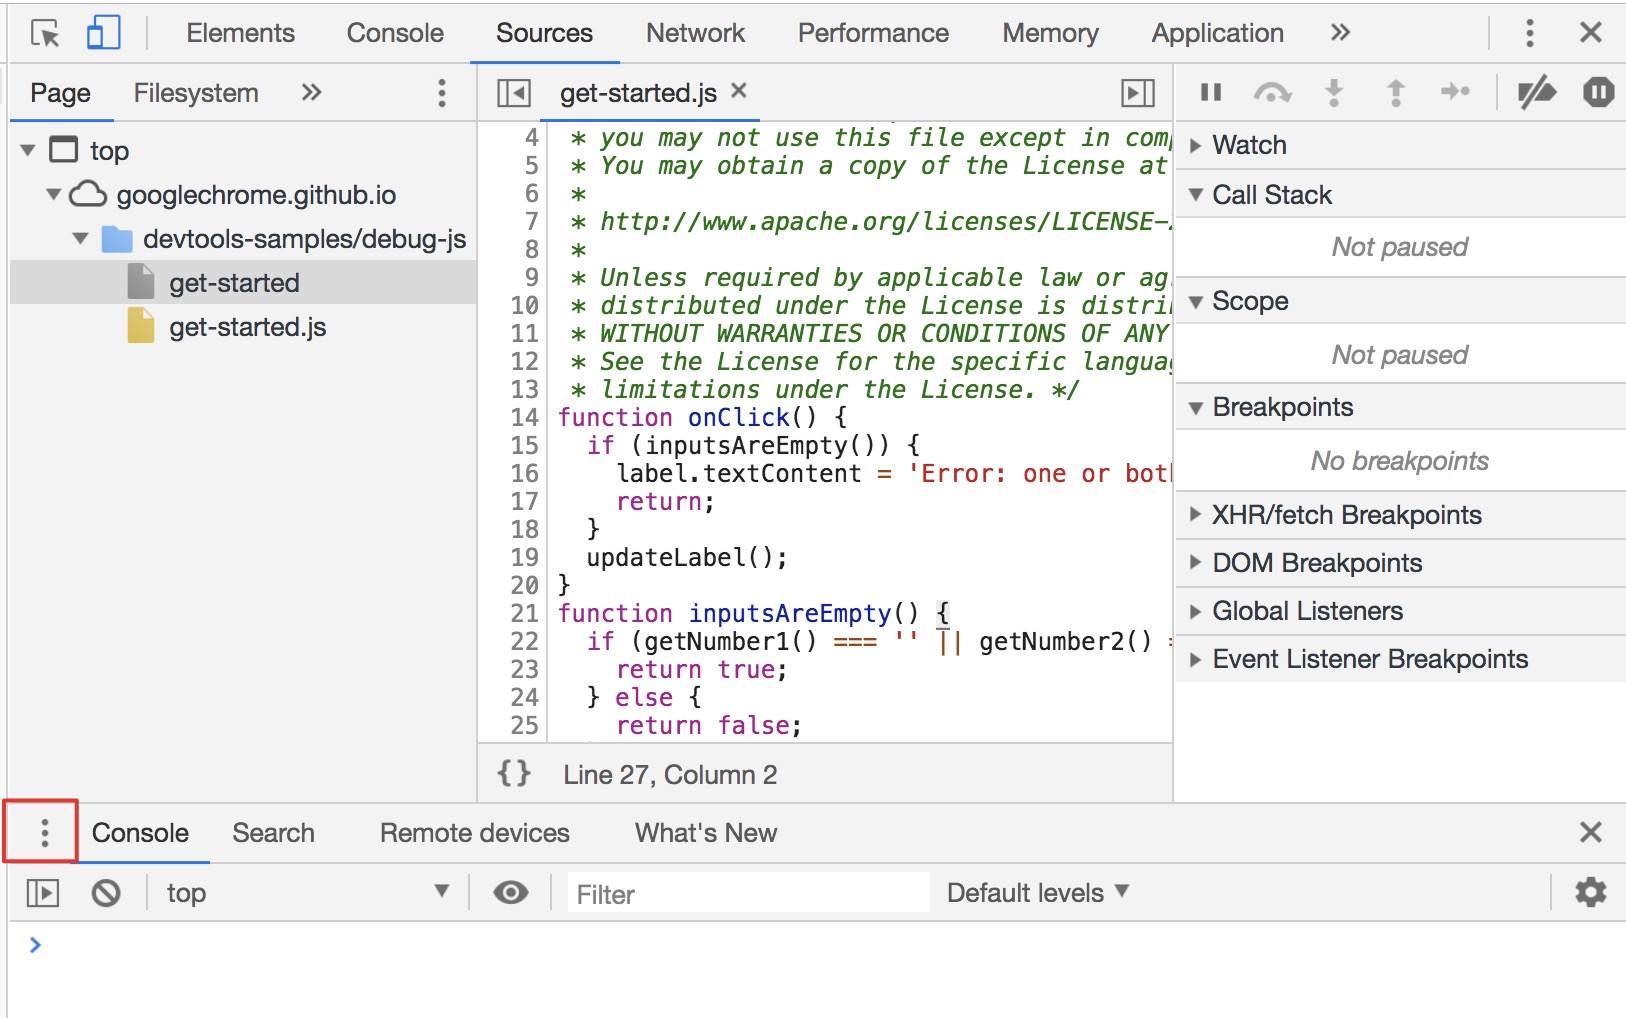 Elements Console Sources Network Performance Memory Application »
Page Filesystem »
get-started.js ×
top
googlechrome.github.io
devtools-samples/debug-js
get-started
get-started.js
4 * you may not use this file except in com
5 * You may obtain a copy of the License at
6 *
7 * http://www.apache.org/licenses/LICENSE-
8 *
9 * Unless required by applicable law or ag
10 * distributed under the License is distri
11 * WITHOUT WARRANTIES OR CONDITIONS OF ANY
12 * See the License for the specific langua
13 * limitations under the License. */
14 function onClick() {
15 if (inputsAreEmpty()) {
16 label.textContent = 'Error: one or bot
17 return;
18 }
19 updateLabel();
20 }
21 function inputsAreEmpty() {
22 if (getNumber1() === '' || getNumber2() =
23 return true;
24 } else {
25 return false;
{} Line 27, Column 2
Watch
Call Stack
Not paused
Scope
Not paused
Breakpoints
No breakpoints
XHR/fetch Breakpoints
DOM Breakpoints
Global Listeners
Event Listener Breakpoints
Console Search Remote devices What's New
top Filter Default levels